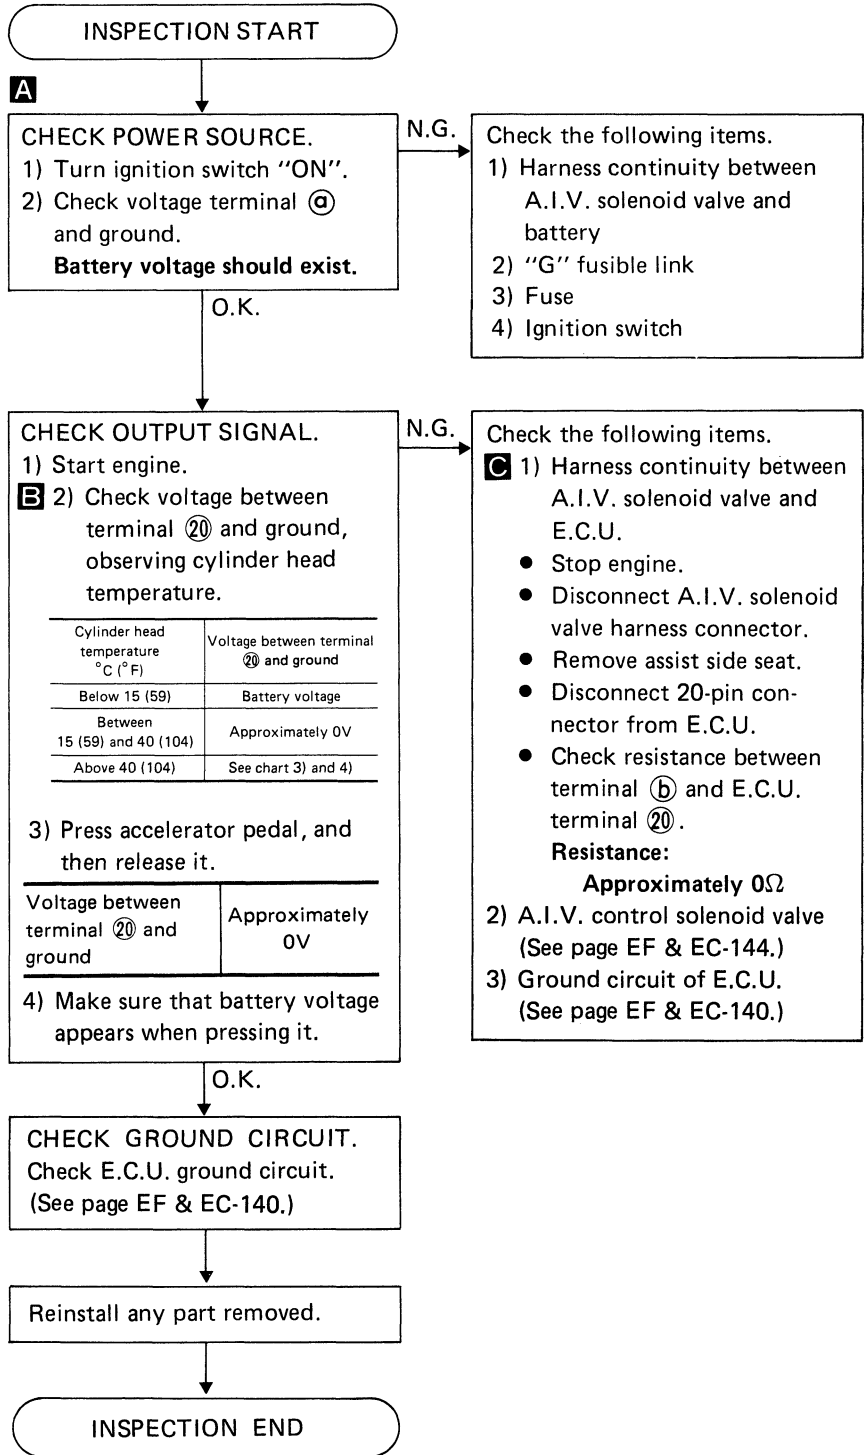 INSPECTION START
A
CHECK POWER SOURCE.
1) Turn ignition switch "ON".
2) Check voltage terminal ⓐ
and ground.
Battery voltage should exist.
N.G.
Check the following items.
1) Harness continuity between
A.I.V. solenoid valve and
battery
2) "G" fusible link
3) Fuse
4) Ignition switch
O.K.
CHECK OUTPUT SIGNAL.
1) Start engine.
B 2) Check voltage between
terminal ⑳ and ground,
observing cylinder head
temperature.
Cylinder head
temperature
°C (°F)
Voltage between terminal
⑳ and ground
Below 15 (59) Battery voltage
Between
15 (59) and 40 (104)
Approximately 0V
Above 40 (104) See chart 3) and 4)
3) Press accelerator pedal, and
then release it.
Voltage between
terminal ⑳ and
ground
Approximately
0V
4) Make sure that battery voltage
appears when pressing it.
N.G.
Check the following items.
C 1) Harness continuity between
A.I.V. solenoid valve and
E.C.U.
● Stop engine.
● Disconnect A.I.V. solenoid
valve harness connector.
● Remove assist side seat.
● Disconnect 20-pin con-
nector from E.C.U.
● Check resistance between
terminal ⓑ and E.C.U.
terminal ⑳.
Resistance:
Approximately 0Ω
2) A.I.V. control solenoid valve
(See page EF & EC-144.)
3) Ground circuit of E.C.U.
(See page EF & EC-140.)
O.K.
CHECK GROUND CIRCUIT.
Check E.C.U. ground circuit.
(See page EF & EC-140.)
Reinstall any part removed.
INSPECTION END